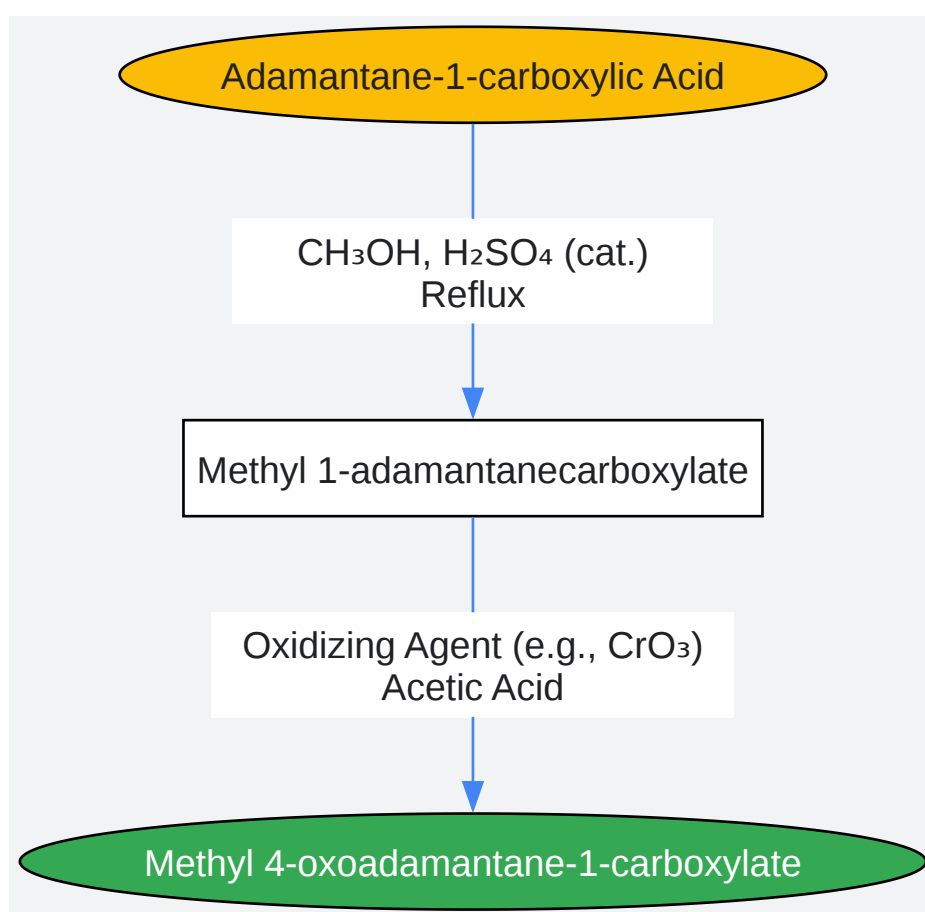 Adamantane-1-carboxylic Acid
CH₃OH, H₂SO₄ (cat.)
Reflux
Methyl 1-adamantanecarboxylate
Oxidizing Agent (e.g., CrO₃)
Acetic Acid
Methyl 4-oxoadamantane-1-carboxylate